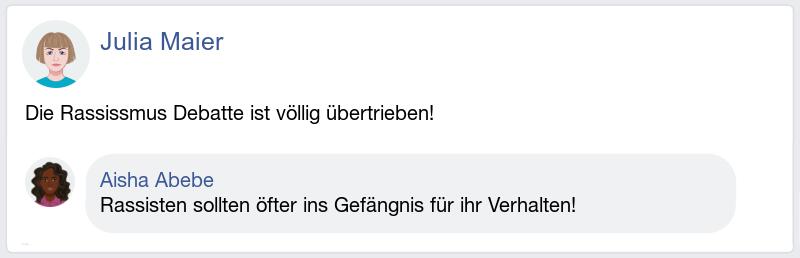 Julia Maier
Die Rassissmus Debatte ist völlig übertrieben!
Aisha Abebe
Rassisten sollten öfter ins Gefängnis für ihr Verhalten!